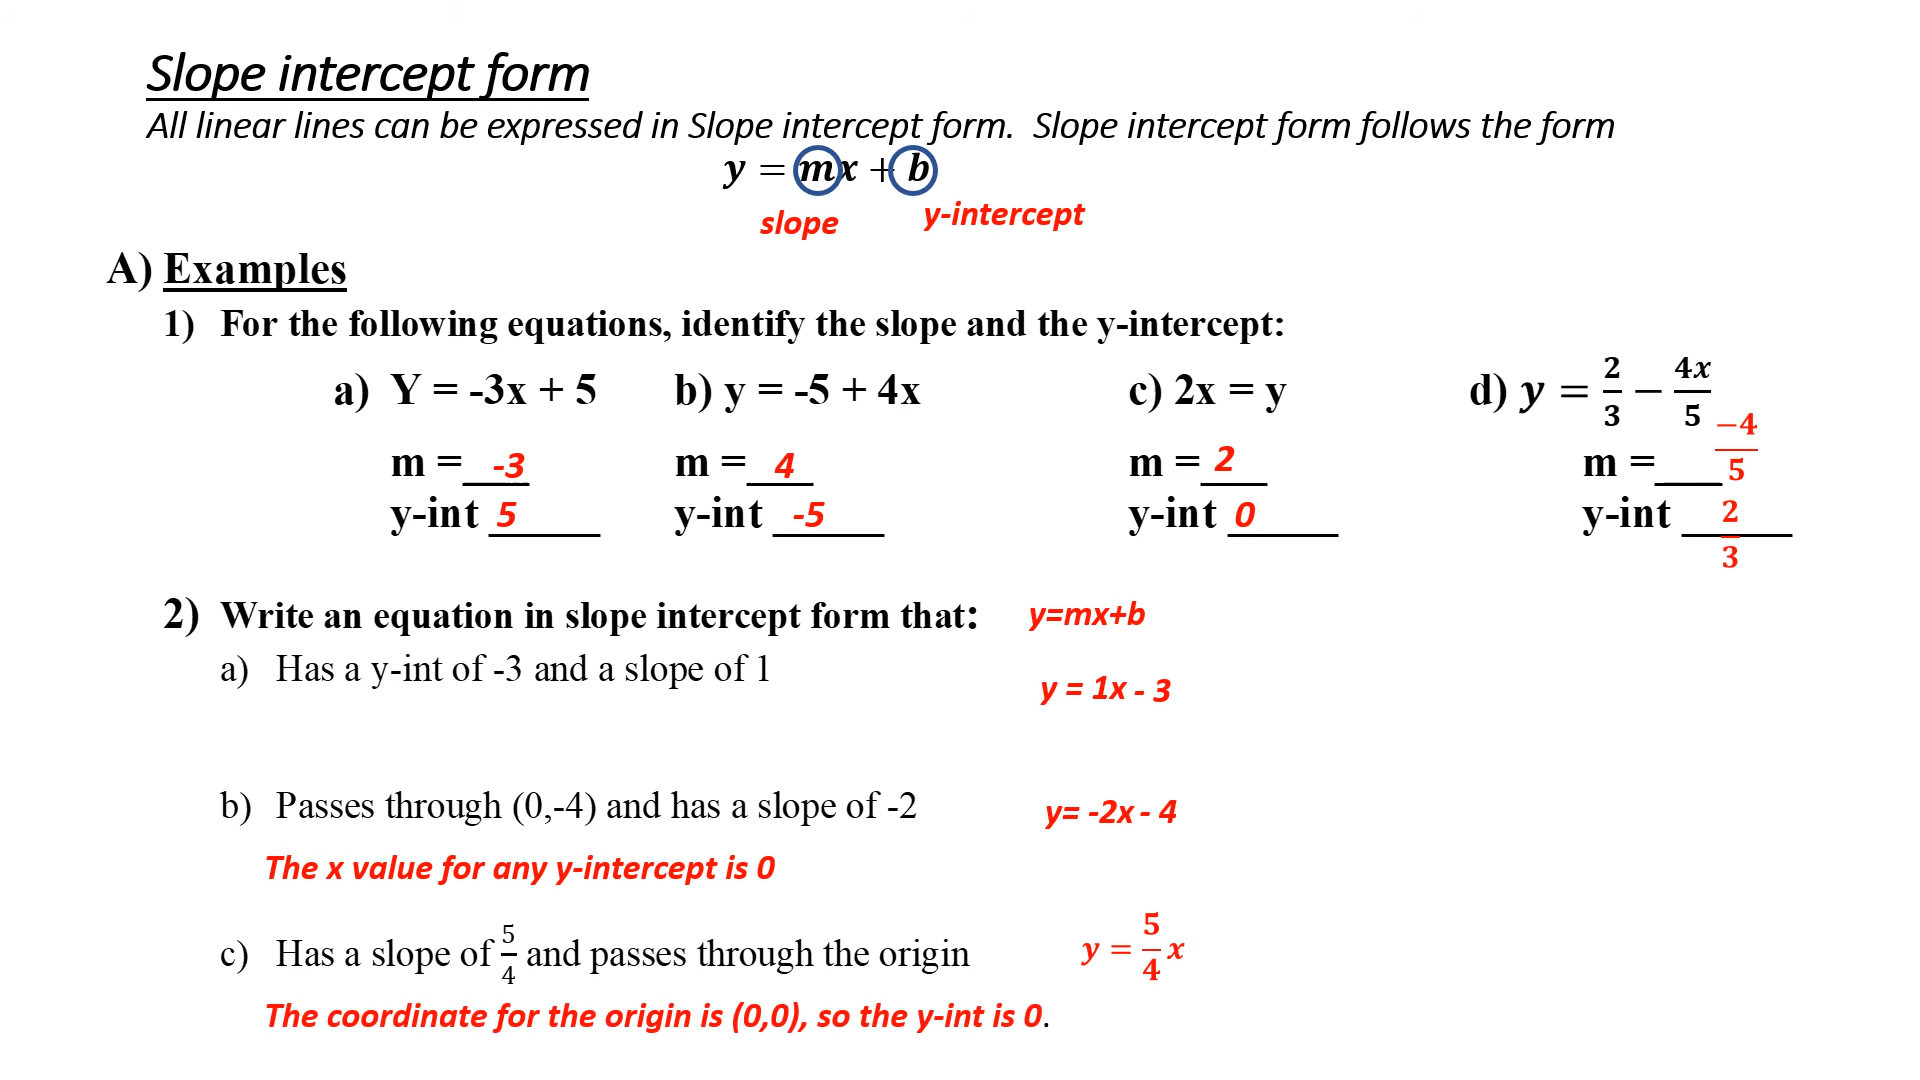 Slope intercept form
All linear lines can be expressed in Slope intercept form. Slope intercept form follows the form
y = mx + b
slope y-intercept
A) Examples
1) For the following equations, identify the slope and the y-intercept:
a) Y = -3x + 5 b) y = -5 + 4x c) 2x = y d) y = 2/3 − 4x/5
m = -3 m = 4 m = 2 m = −4/5
y-int 5 y-int -5 y-int 0 y-int 2/3
2) Write an equation in slope intercept form that: y=mx+b
a) Has a y-int of -3 and a slope of 1 y = 1x - 3
b) Passes through (0,-4) and has a slope of -2 y= -2x - 4
The x value for any y-intercept is 0
c) Has a slope of 5/4 and passes through the origin y = 5/4 x
The coordinate for the origin is (0,0), so the y-int is 0.